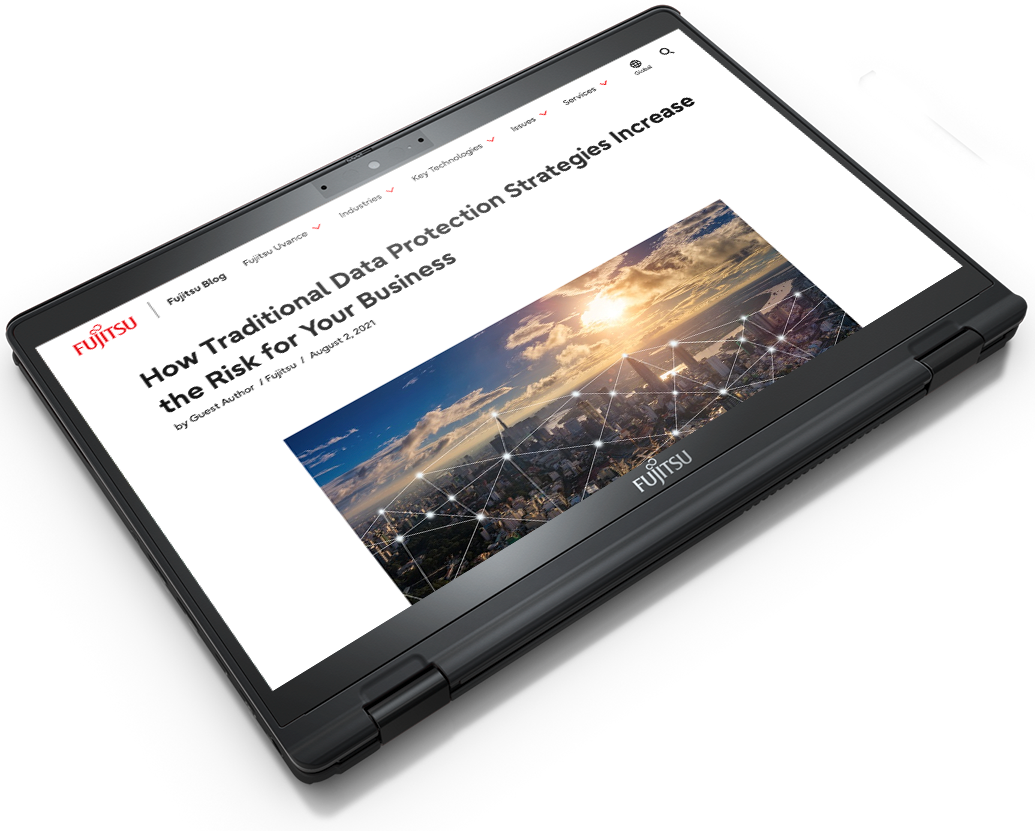 FUJITSU
Fujitsu Blog
Fujitsu Uvance
Industries
Key Technologies
Issues
Services
Global
How Traditional Data Protection Strategies Increase
the Risk for Your Business
by Guest Author / Fujitsu / August 2, 2021
FUJITSU